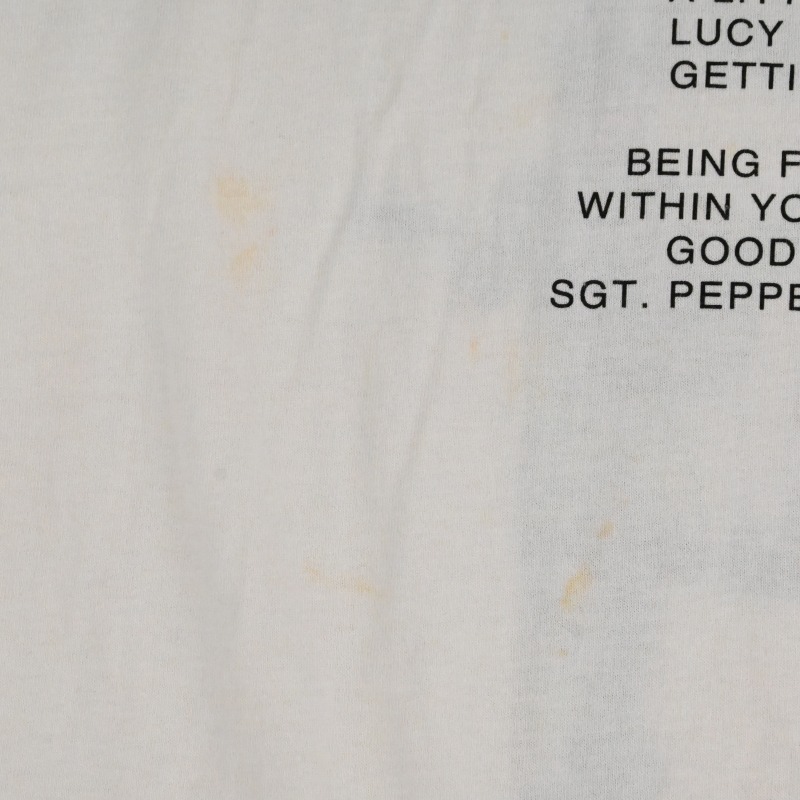 LUCY
GETTI
BEING F
WITHIN YO
GOOD
SGT. PEPPE